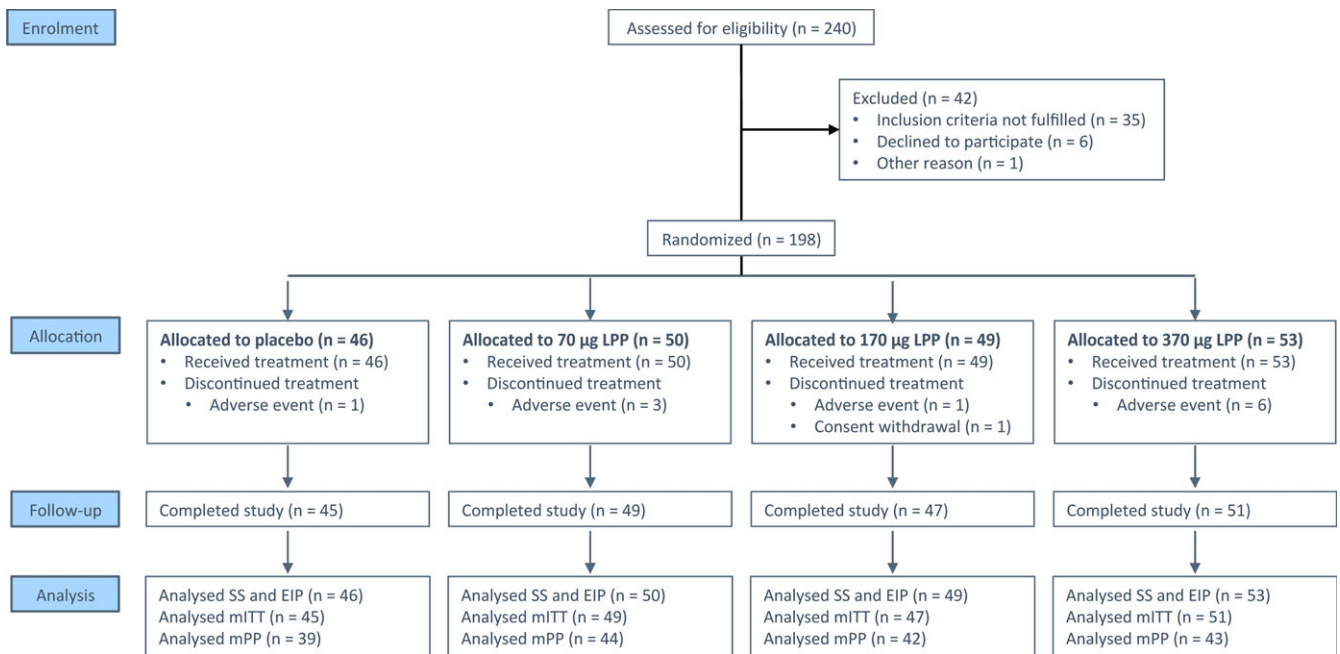 Enrolment
Assessed for eligibility (n = 240)
Excluded (n = 42)
• Inclusion criteria not fulfilled (n = 35)
• Declined to participate (n = 6)
• Other reason (n = 1)
Randomized (n = 198)
Allocation
Allocated to placebo (n = 46)
• Received treatment (n = 46)
• Discontinued treatment
• Adverse event (n = 1)
Allocated to 70 µg LPP (n = 50)
• Received treatment (n = 50)
• Discontinued treatment
• Adverse event (n = 3)
Allocated to 170 µg LPP (n = 49)
• Received treatment (n = 49)
• Discontinued treatment
• Adverse event (n = 1)
• Consent withdrawal (n = 1)
Allocated to 370 µg LPP (n = 53)
• Received treatment (n = 53)
• Discontinued treatment
• Adverse event (n = 6)
Follow-up
Completed study (n = 45)
Completed study (n = 49)
Completed study (n = 47)
Completed study (n = 51)
Analysis
Analysed SS and EIP (n = 46)
Analysed mITT (n = 45)
Analysed mPP (n = 39)
Analysed SS and EIP (n = 50)
Analysed mITT (n = 49)
Analysed mPP (n = 44)
Analysed SS and EIP (n = 49)
Analysed mITT (n = 47)
Analysed mPP (n = 42)
Analysed SS and EIP (n = 53)
Analysed mITT (n = 51)
Analysed mPP (n = 43)